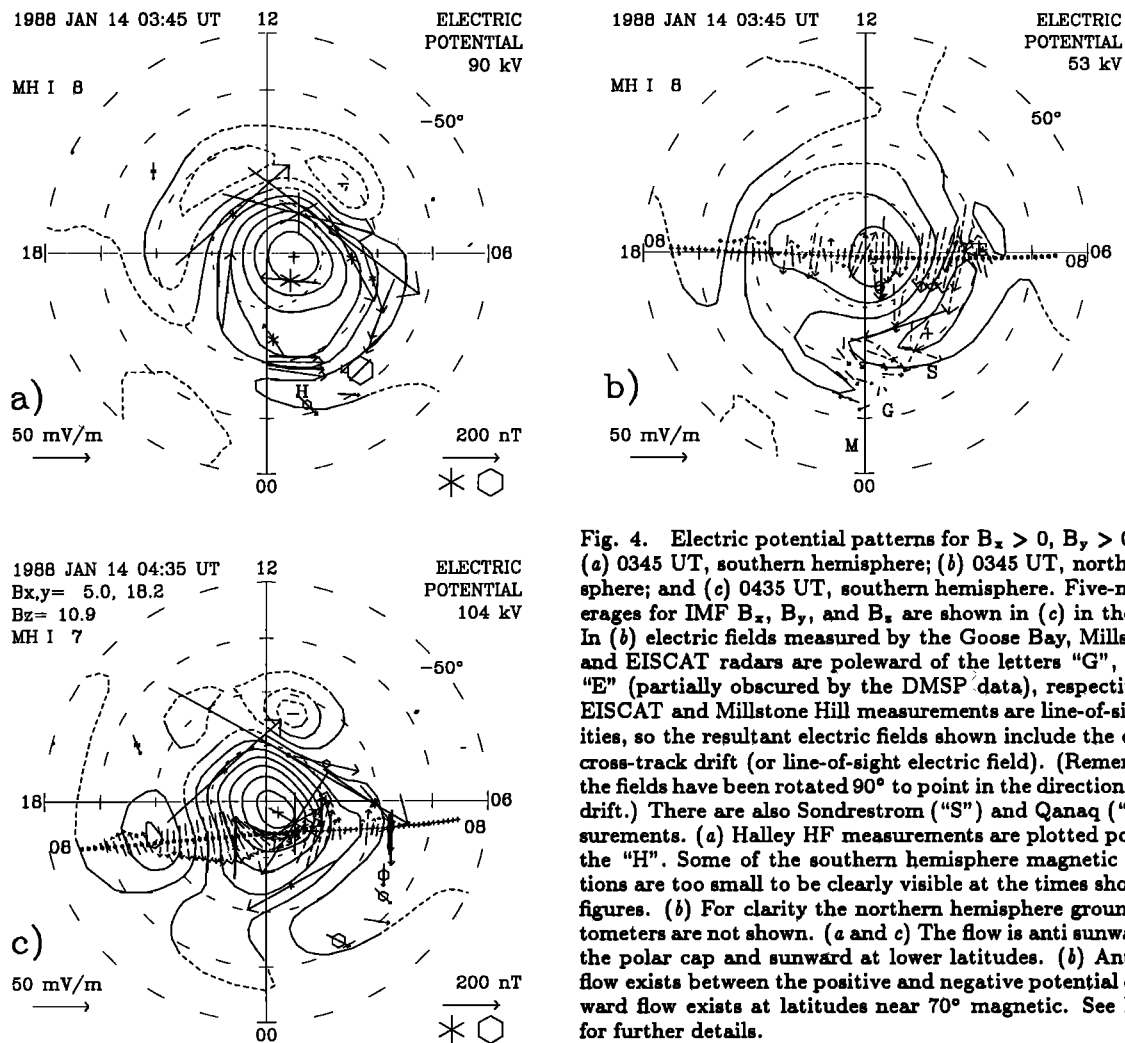 1988 JAN 14 03:45 UT
12
ELECTRIC
POTENTIAL
90 kV
MH I 8
-50°
18
06
H
a)
50 mV/m
200 nT
00
1988 JAN 14 03:45 UT
12
ELECTRIC
POTENTIAL
53 kV
MH I 8
50°
18
08
08
06
S
G
M
b)
50 mV/m
00
1988 JAN 14 04:35 UT
Bx,y= 5.0, 18.2
Bz= 10.9
MH I 7
12
ELECTRIC
POTENTIAL
104 kV
-50°
18
06
08
08
c)
50 mV/m
200 nT
00
Fig. 4. Electric potential patterns for Bx > 0, By > 0
(a) 0345 UT, southern hemisphere; (b) 0345 UT, north
sphere; and (c) 0435 UT, southern hemisphere. Five-m
erages for IMF Bx, By, and Bz are shown in (c) in the
In (b) electric fields measured by the Goose Bay, Mills
and EISCAT radars are poleward of the letters "G",
"E" (partially obscured by the DMSP data), respecti
EISCAT and Millstone Hill measurements are line-of-si
ities, so the resultant electric fields shown include the
cross-track drift (or line-of-sight electric field). (Remer
the fields have been rotated 90° to point in the direction
drift.) There are also Sondrestrom ("S") and Qanaq ("
surements. (a) Halley HF measurements are plotted po
the "H". Some of the southern hemisphere magnetic
tions are too small to be clearly visible at the times sho
figures. (b) For clarity the northern hemisphere groun
tometers are not shown. (a and c) The flow is anti sunwa
the polar cap and sunward at lower latitudes. (b) An
flow exists between the positive and negative potential
ward flow exists at latitudes near 70° magnetic. See
for further details.